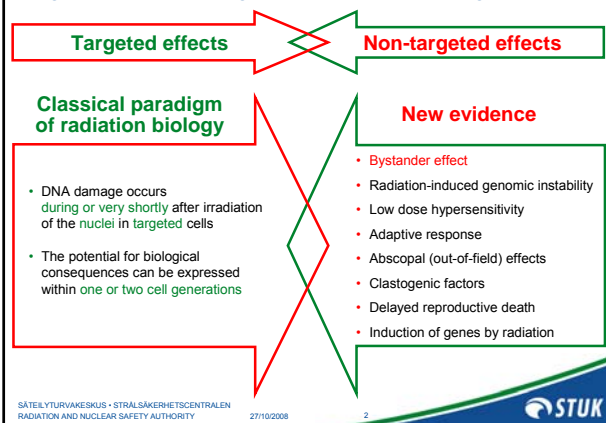 Targeted effects
Non-targeted effects
Classical paradigm
of radiation biology
• DNA damage occurs
during or very shortly after irradiation
of the nuclei in targeted cells
• The potential for biological
consequences can be expressed
within one or two cell generations
New evidence
• Bystander effect
• Radiation-induced genomic instability
• Low dose hypersensitivity
• Adaptive response
• Abscopal (out-of-field) effects
• Clastogenic factors
• Delayed reproductive death
• Induction of genes by radiation
SÄTEILYTURVAKESKUS • STRÅLSÄKERHETSCENTRALEN
RADIATION AND NUCLEAR SAFETY AUTHORITY
27/10/2008
2
STUK